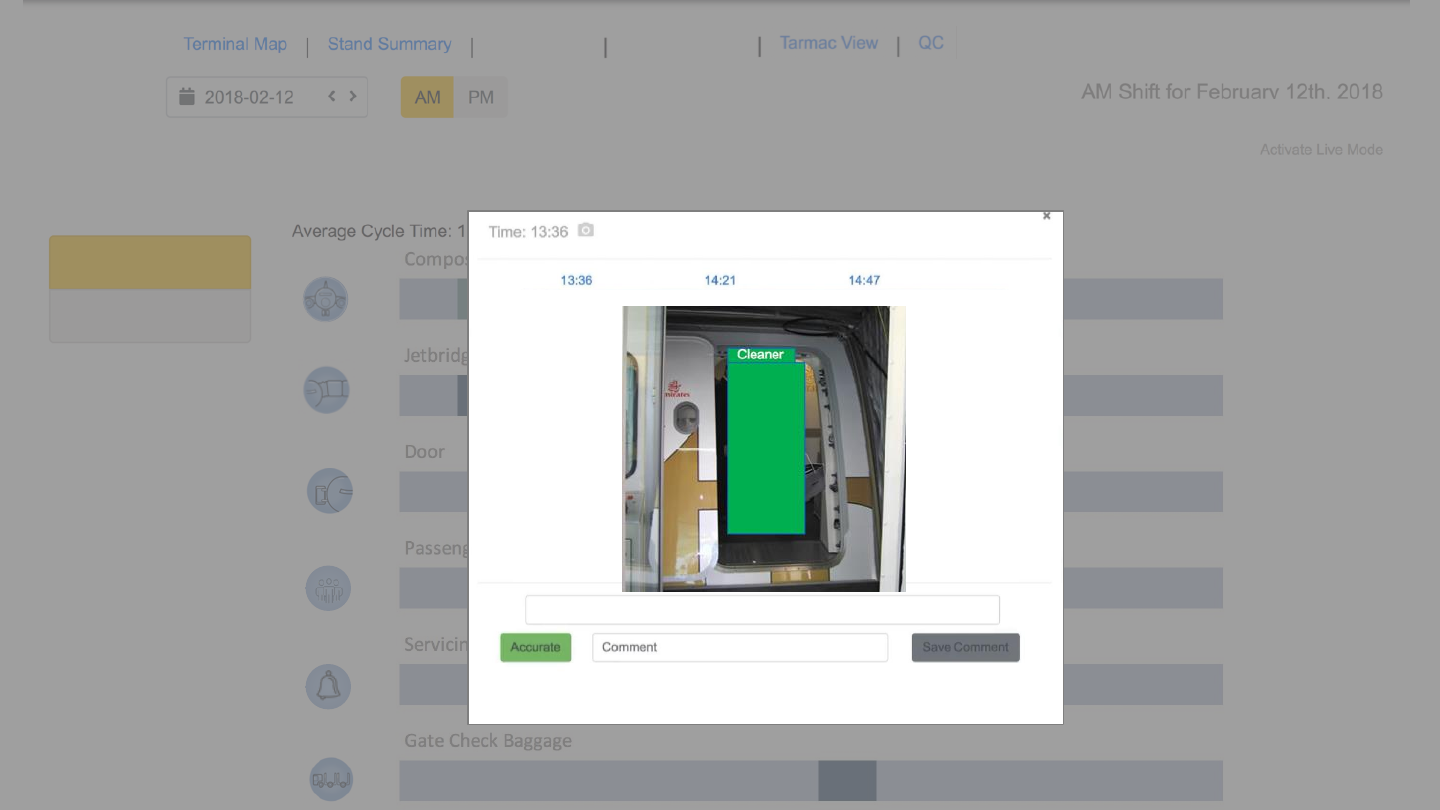 Terminal Map | Stand Summary | | | Tarmac View | QC
2018-02-12 < > AM PM
AM Shift for February 12th, 2018
Activate Live Mode
Average Cycle Time: 1
Time: 13:36 ×
13:36 14:21 14:47
Compos
Jetbridg
Door
Passeng
Servicin
Gate Check Baggage
Cleaner
mirates
Accurate Comment Save Comment